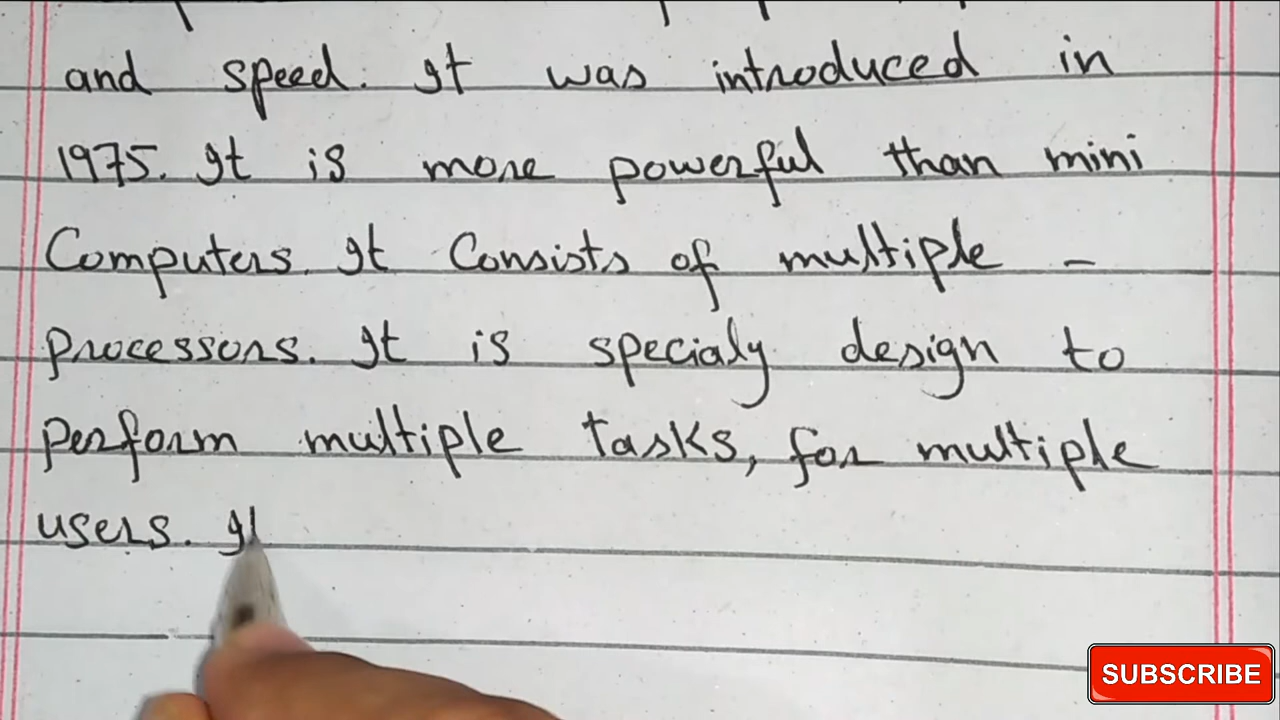 and speed. It was introduced in
1975. It is more powerful than mini
Computers. It Consists of multiple -
processors. It is specialy design to
perform multiple tasks, for multiple
users. It
SUBSCRIBE